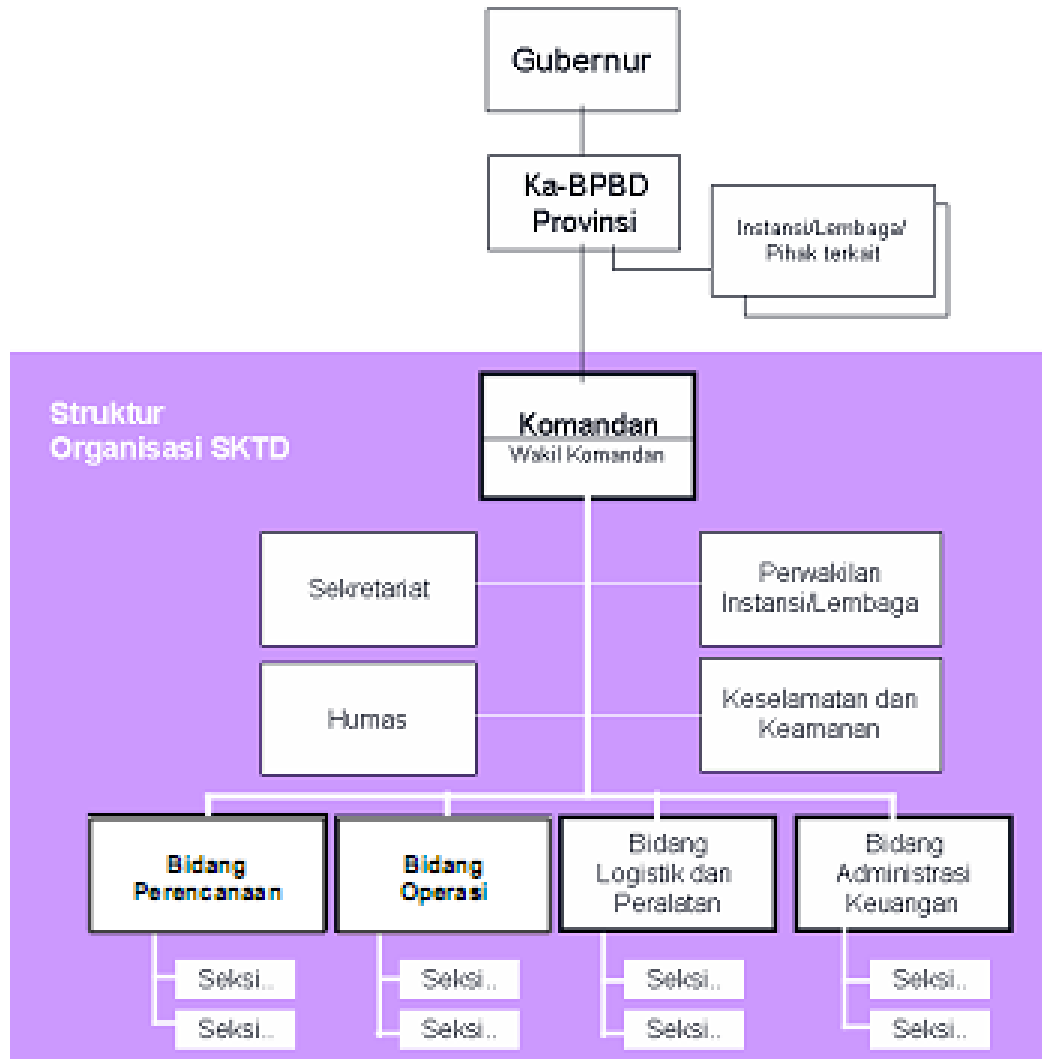 Gubernur
Ka-BPBD
Provinsi
Instansi/Lembaga/
Pihak terkait
Struktur
Organisasi SKTD
Komandan
Wakil Komandan
Sekretariat
Perwakilan
Instansi/Lembaga
Humas
Keselamatan dan
Keamanan
Bidang
Perencanaan
Bidang
Operasi
Bidang
Logistik dan
Peralatan
Bidang
Administrasi
Keuangan
Seksi..
Seksi..
Seksi..
Seksi..
Seksi..
Seksi..
Seksi..
Seksi..